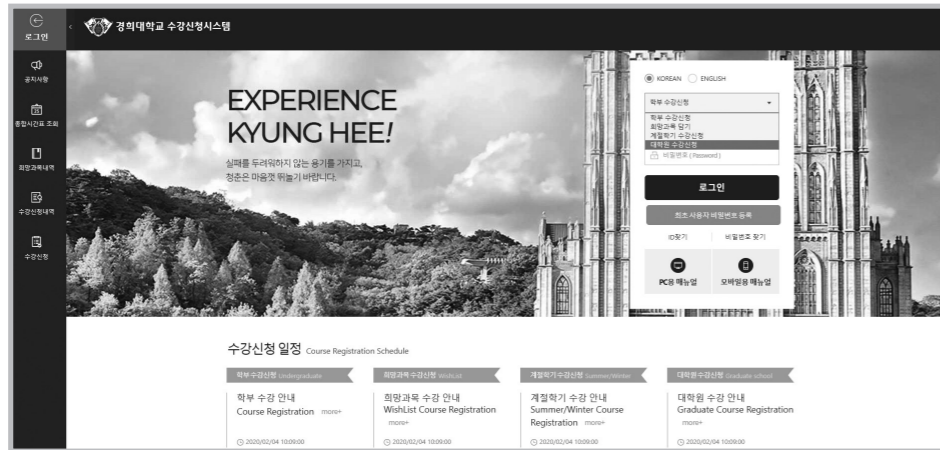 로그인
공지사항
종합시간표 조회
희망과목내역
수강신청내역
수강신청
경희대학교 수강신청시스템
EXPERIENCE
KYUNG HEE!
실패를 두려워하지 않는 용기를 가지고,
청춘은 마음껏 뛰놀기 바랍니다.
KOREAN ENGLISH
학부 수강신청
학부 수강신청
희망과목 담기
계절학기 수강신청
대학원 수강신청
비밀번호 ( Password )
로그인
최초 사용자 비밀번호 등록
ID찾기 비밀번호 찾기
PC용 매뉴얼 모바일용 매뉴얼
수강신청 일정 Course Registration Schedule
학부수강신청 Undergraduate
학부 수강 안내
Course Registration more+
2020/02/04 10:09:00
희망과목수강신청 WishList
희망과목 수강 안내
WishList Course Registration
more+
2020/02/04 10:09:00
계절학기수강신청 Summer/Winter
계절학기 수강 안내
Summer/Winter Course
Registration more+
2020/02/04 10:09:00
대학원수강신청 Graduate school
대학원 수강 안내
Graduate Course Registration
more+
2020/02/04 10:09:00